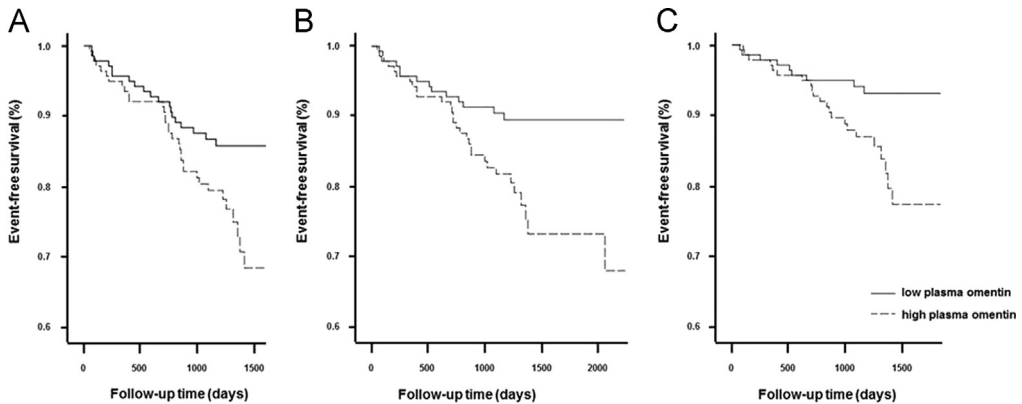 A
Event-free survival (%)
1.0
0.9
0.8
0.7
0.6
0
500
1000
1500
Follow-up time (days)
B
Event-free survival (%)
1.0
0.9
0.8
0.7
0.6
0
500
1000
1500
2000
Follow-up time (days)
C
Event-free survival (%)
1.0
0.9
0.8
0.7
0.6
0
500
1000
1500
Follow-up time (days)
low plasma omentin
high plasma omentin